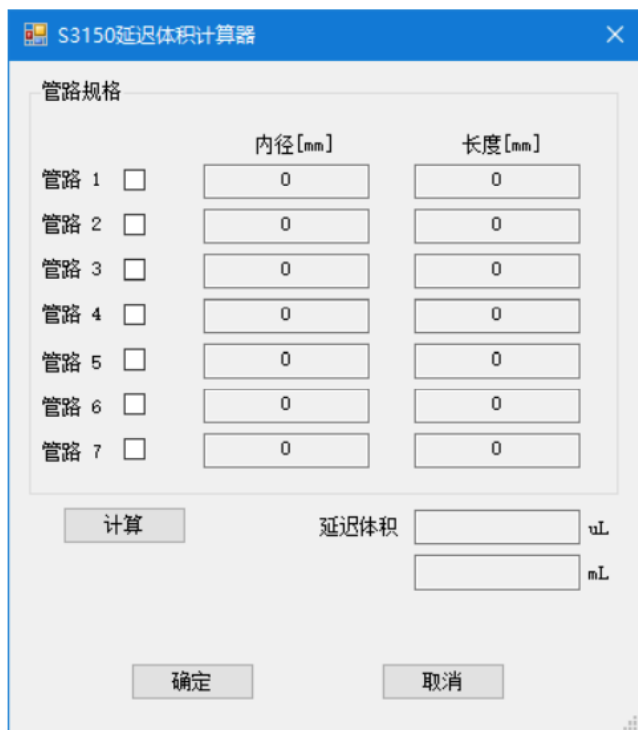 S3150延迟体积计算器
管路规格
内径[mm] 长度[mm]
管路 1 0 0
管路 2 0 0
管路 3 0 0
管路 4 0 0
管路 5 0 0
管路 6 0 0
管路 7 0 0
计算 延迟体积 uL
mL
确定 取消